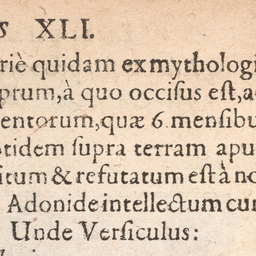 s XLI.
riè quidam ex mythologi
prum, à quo occisus est, a
entorum, quæ 6 mensibu
tidem supra terram apu
itum & refutatum est à no
Adonide intellectum cur
Unde Versiculus: